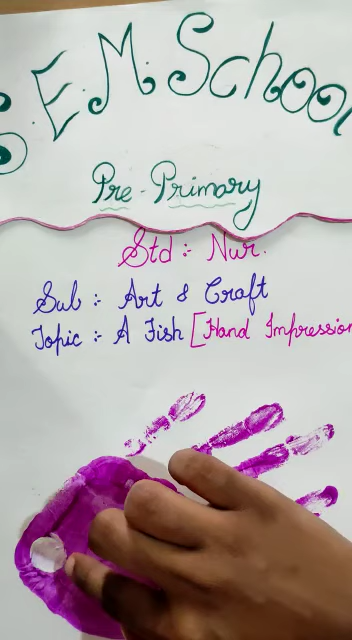 S.E.M. School
Pre-Primary
Std :- Nur.
Sub :- Art & Craft
Topic :- A Fish [Hand Impression